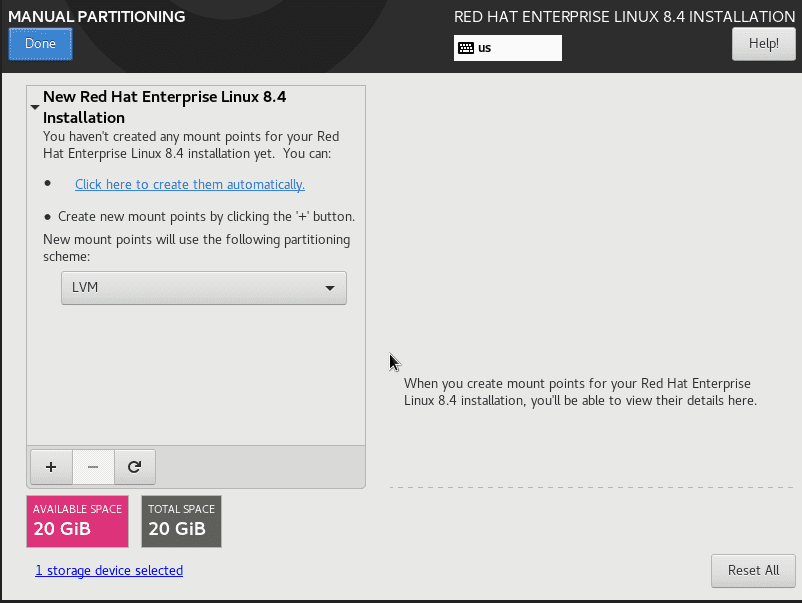 MANUAL PARTITIONING
RED HAT ENTERPRISE LINUX 8.4 INSTALLATION
Done
us
Help!
New Red Hat Enterprise Linux 8.4
Installation
You haven't created any mount points for your Red
Hat Enterprise Linux 8.4 installation yet. You can:
• Click here to create them automatically.
• Create new mount points by clicking the '+' button.
New mount points will use the following partitioning
scheme:
LVM
When you create mount points for your Red Hat Enterprise
Linux 8.4 installation, you'll be able to view their details here.
+ −
AVAILABLE SPACE
20 GiB
TOTAL SPACE
20 GiB
1 storage device selected
Reset All